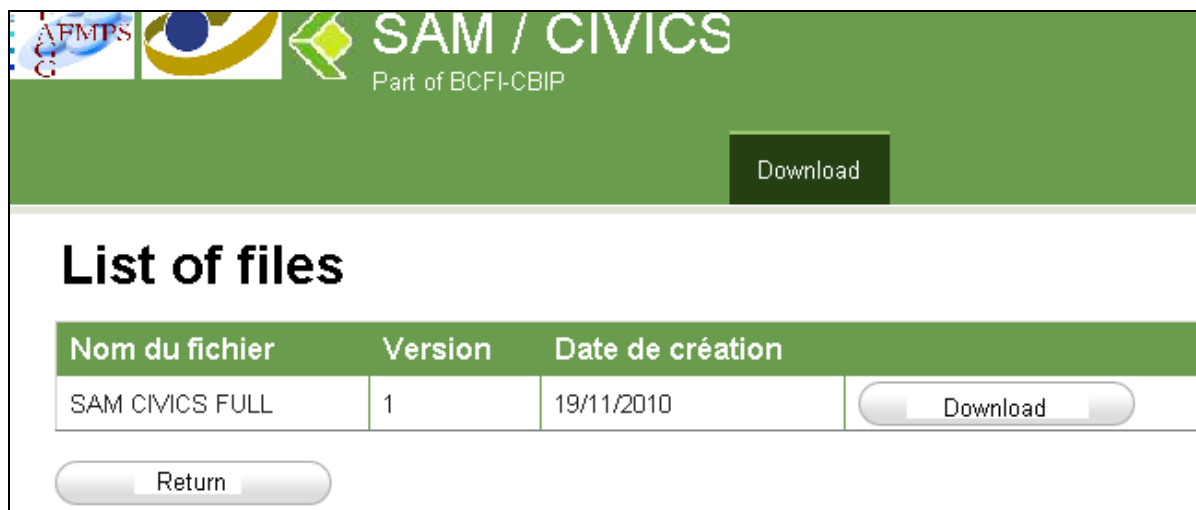 AFMPS
SAM / CIVICS
Part of BCFI-CBIP
Download
List of files
Nom du fichier Version Date de création
SAM CIVICS FULL 1 19/11/2010 Download
Return